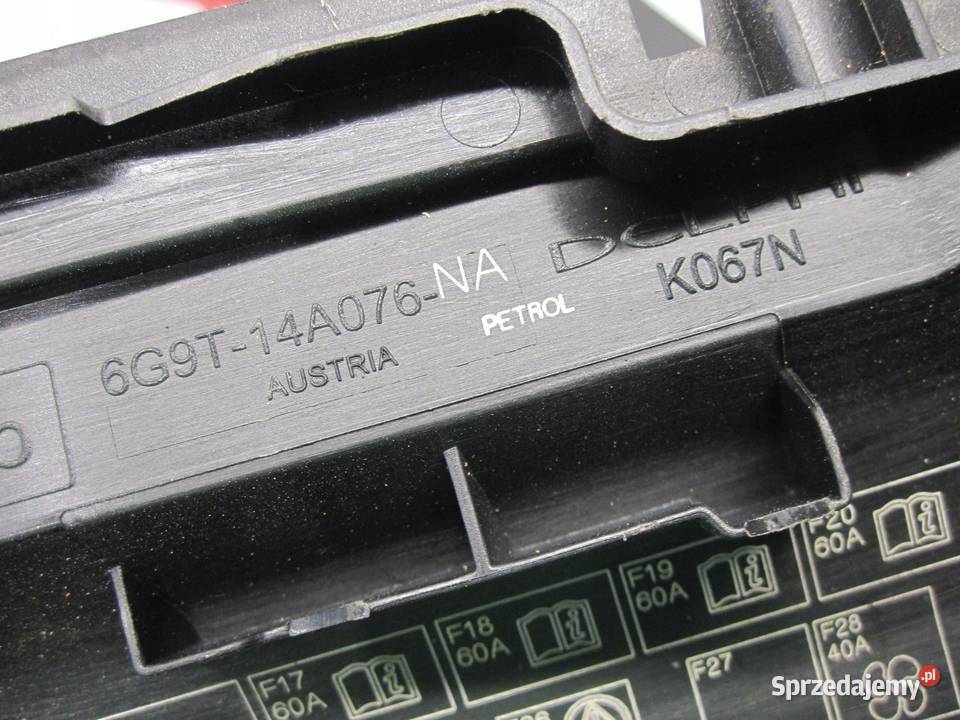 DELPHI
6G9T-14A076-NA
K067N
PETROL
AUSTRIA
F20
60A
F19
60A
F18
60A
F17
60A
F28
40A
F27
Sprzedajemy.pl